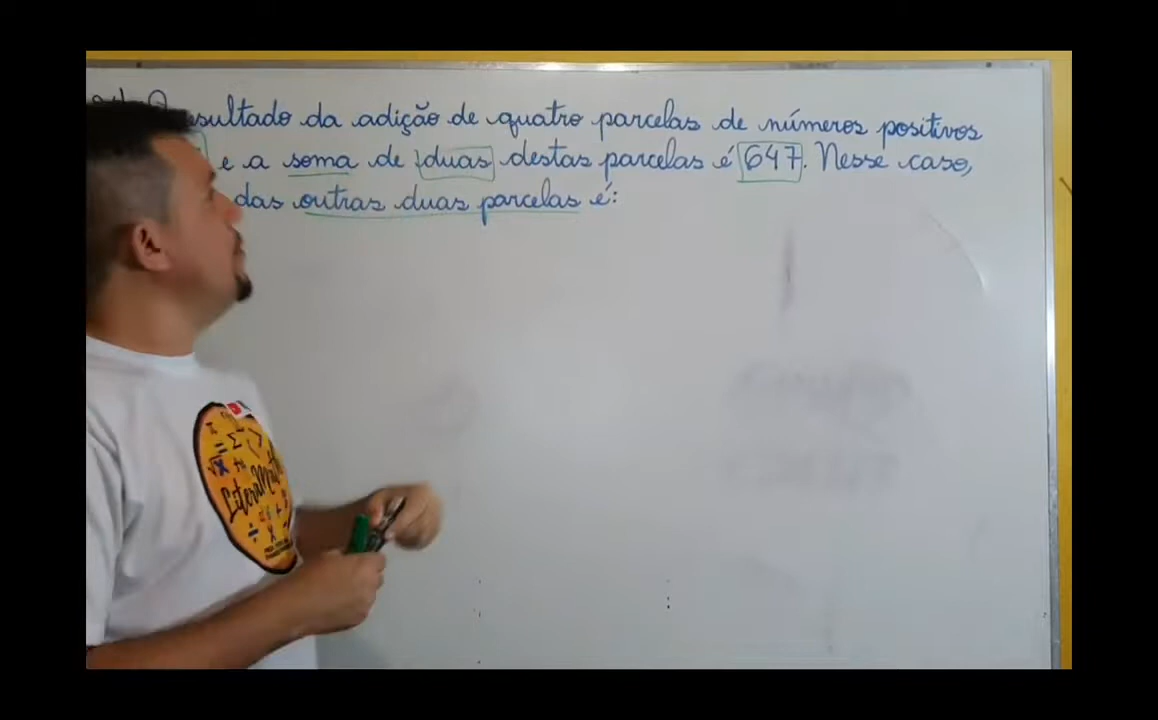 resultado da adição de quatro parcelas de números positivos
e a soma de duas destas parcelas é 647. Nesse caso,
das outras duas parcelas é:
LiteraMath